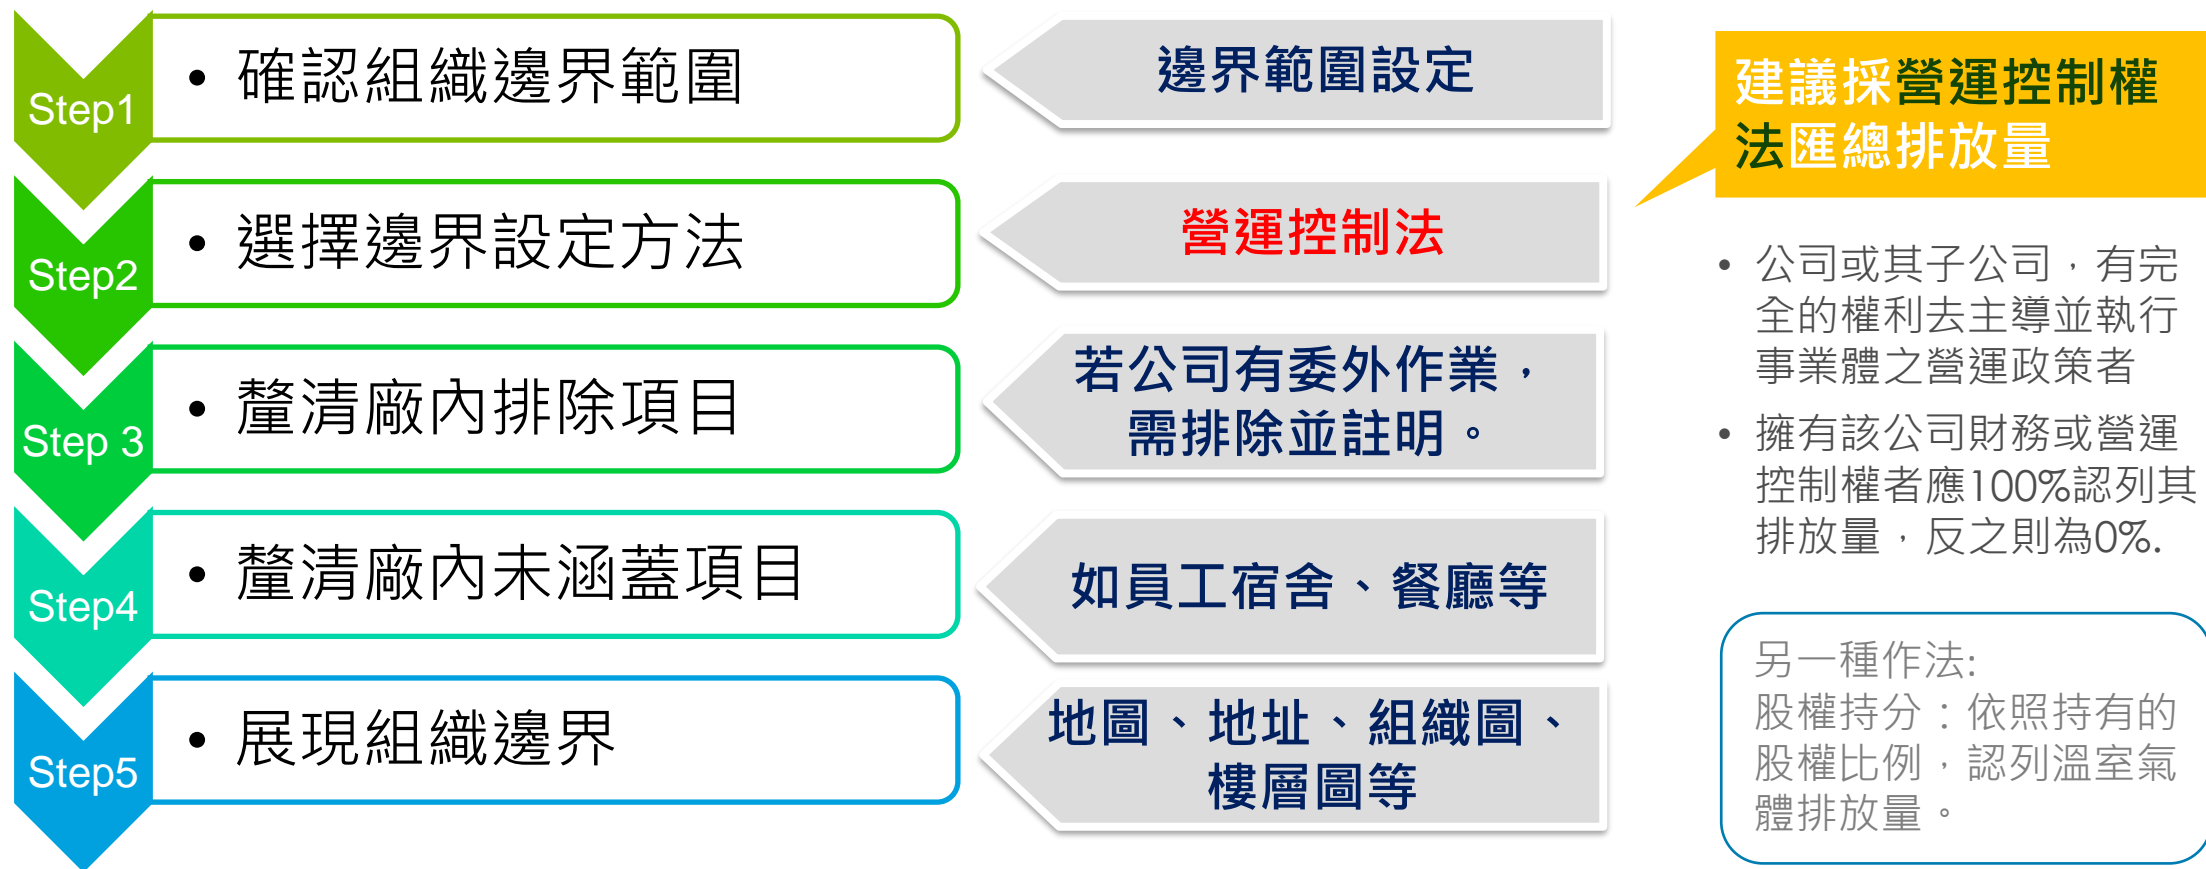 Step1
• 確認組織邊界範圍
邊界範圍設定
Step2
• 選擇邊界設定方法
營運控制法
Step 3
• 釐清廠內排除項目
若公司有委外作業，
需排除並註明。
Step4
• 釐清廠內未涵蓋項目
如員工宿舍、餐廳等
Step5
• 展現組織邊界
地圖、地址、組織圖、
樓層圖等
建議採營運控制權
法匯總排放量
• 公司或其子公司，有完
全的權利去主導並執行
事業體之營運政策者
• 擁有該公司財務或營運
控制權者應100%認列其
排放量，反之則為0%.
另一種作法:
股權持分：依照持有的
股權比例，認列溫室氣
體排放量。